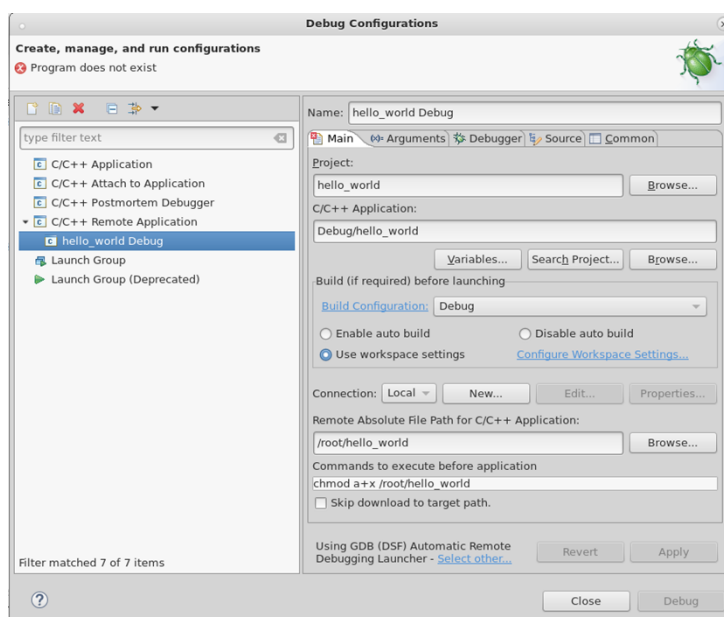 Debug Configurations
Create, manage, and run configurations
Program does not exist
type filter text
C/C++ Application
C/C++ Attach to Application
C/C++ Postmortem Debugger
C/C++ Remote Application
hello_world Debug
Launch Group
Launch Group (Deprecated)
Filter matched 7 of 7 items
Name: hello_world Debug
Main Arguments Debugger Source Common
Project:
hello_world Browse...
C/C++ Application:
Debug/hello_world
Variables... Search Project... Browse...
Build (if required) before launching
Build Configuration: Debug
Enable auto build Disable auto build
Use workspace settings Configure Workspace Settings...
Connection: Local New... Edit... Properties...
Remote Absolute File Path for C/C++ Application:
/root/hello_world Browse...
Commands to execute before application
chmod a+x /root/hello_world
Skip download to target path.
Using GDB (DSF) Automatic Remote
Debugging Launcher - Select other...
Revert Apply
? Close Debug